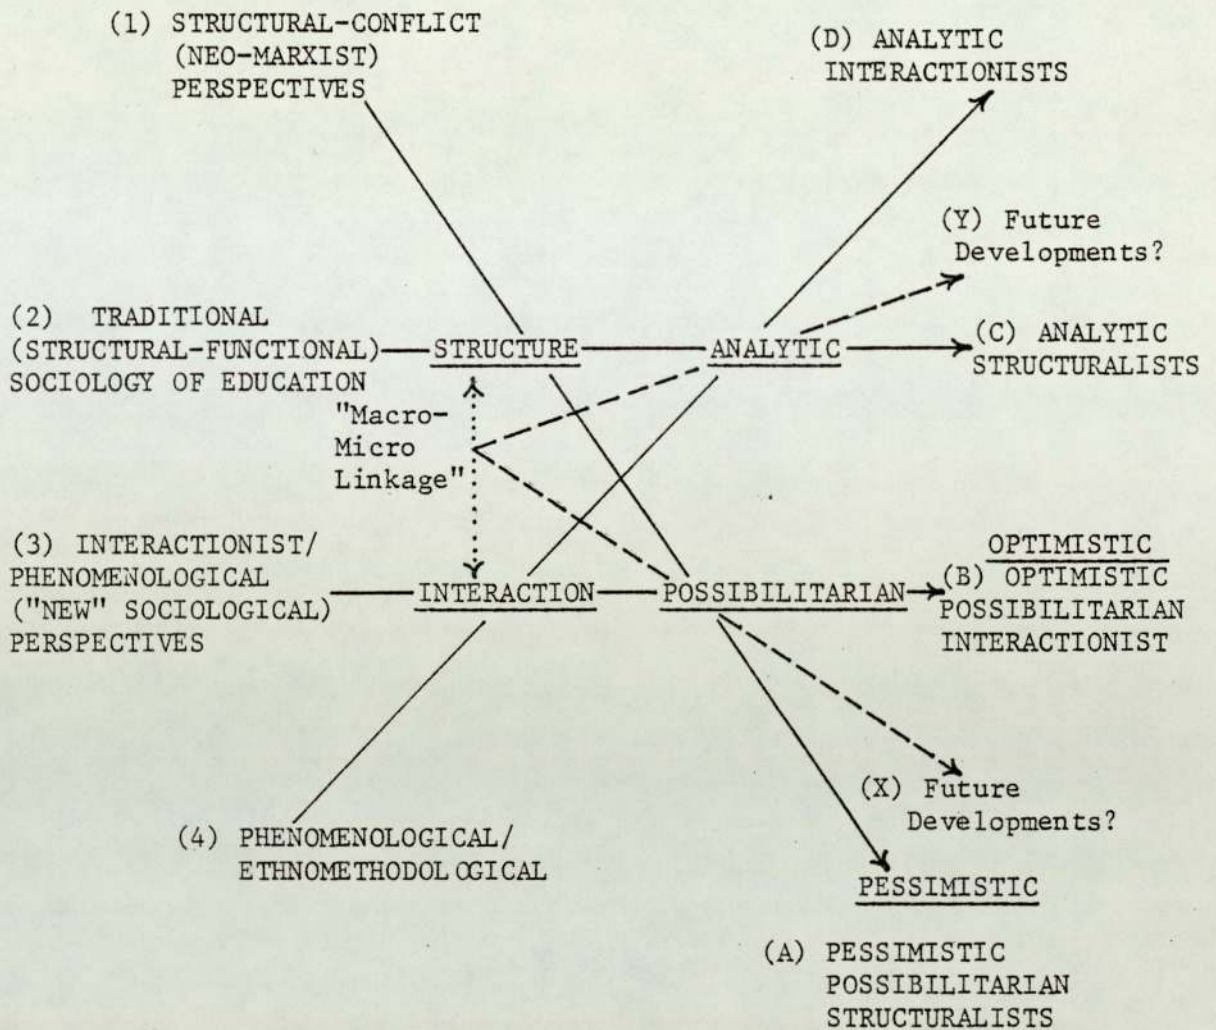 (1) STRUCTURAL-CONFLICT
(NEO-MARXIST)
PERSPECTIVES
(D) ANALYTIC
INTERACTIONISTS
(Y) Future
Developments?
(2) TRADITIONAL
(STRUCTURAL-FUNCTIONAL)
SOCIOLOGY OF EDUCATION
STRUCTURE
ANALYTIC
(C) ANALYTIC
STRUCTURALISTS
"Macro-
Micro
Linkage"
(3) INTERACTIONIST/
PHENOMENOLOGICAL
("NEW" SOCIOLOGICAL)
PERSPECTIVES
INTERACTION
POSSIBILITARIAN
OPTIMISTIC
(B) OPTIMISTIC
POSSIBILITARIAN
INTERACTIONIST
(X) Future
Developments?
(4) PHENOMENOLOGICAL/
ETHNOMETHODOLOGICAL
PESSIMISTIC
(A) PESSIMISTIC
POSSIBILITARIAN
STRUCTURALISTS